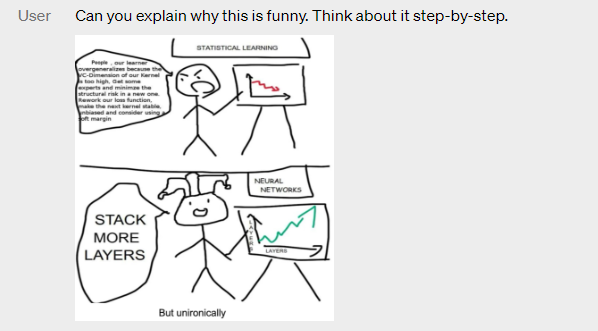 User
Can you explain why this is funny. Think about it step-by-step.
STATISTICAL LEARNING
People , our learner
overgeneralizes because the
VC-Dimension of our Kernel
is too high. Get some
experts and minimize the
structural risk in a new one.
Rework our loss function,
make the next kernel stable,
unbiased and consider using a
soft margin
NEURAL
NETWORKS
STACK
MORE
LAYERS
LAYERS
LAYERS
But unironically